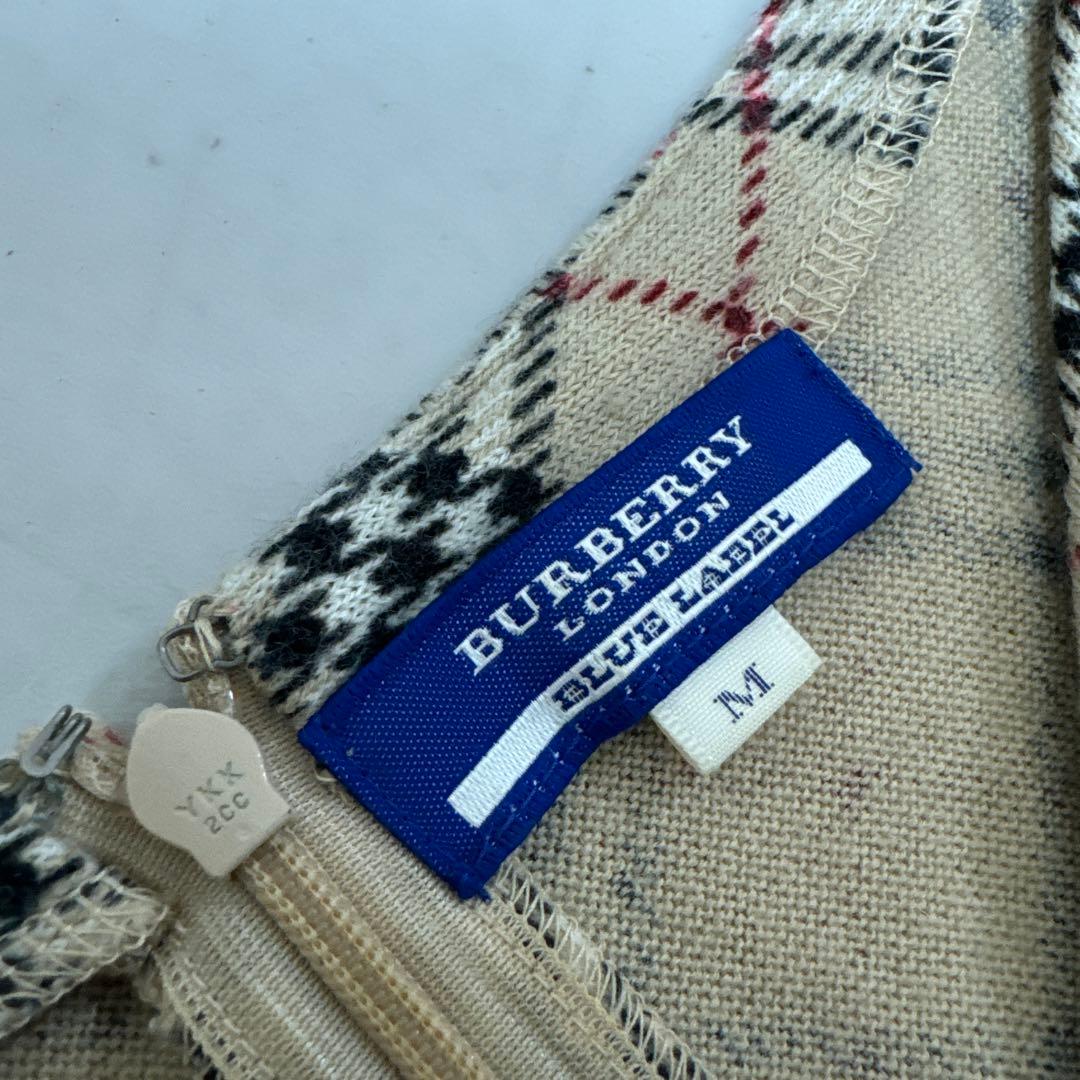 BURBERRY
LONDON
BLUE LABEL
M
YKK
2CC